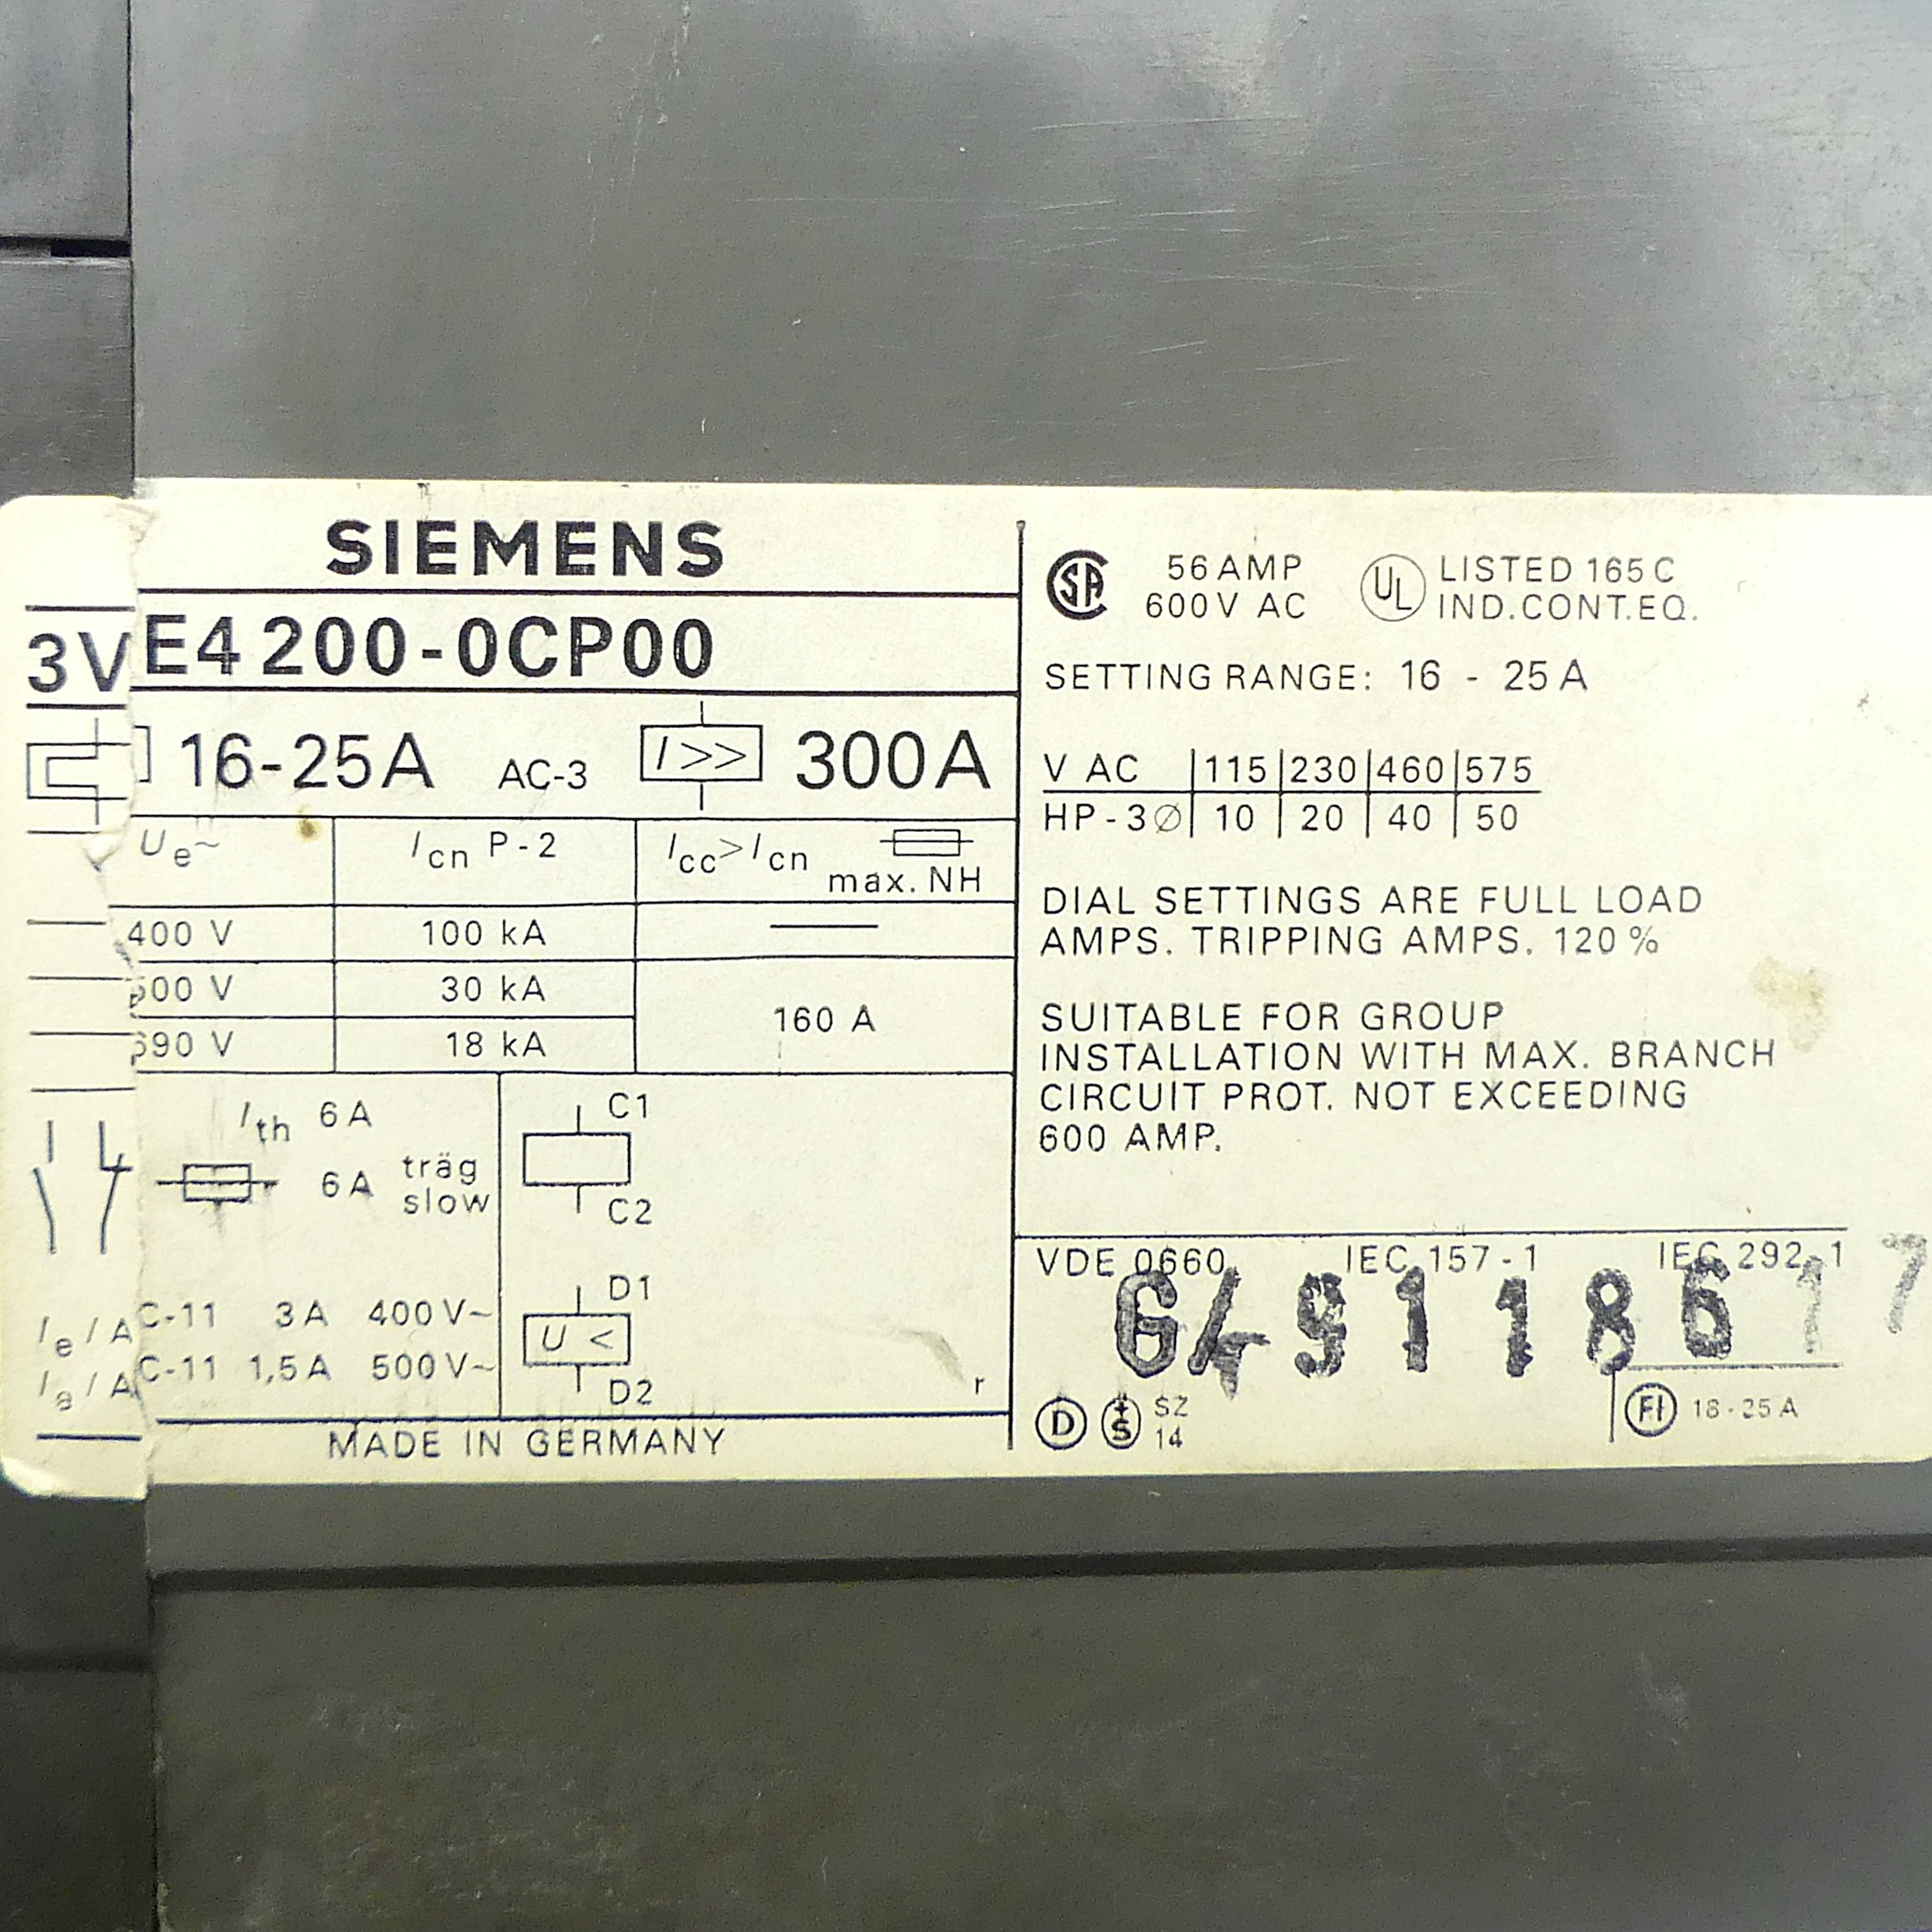 SIEMENS
3VE4 200-0CP00
16-25A AC-3 I>> 300A
Ue~ Icn P-2 Icc>Icn max. NH
400 V 100 kA
500 V 30 kA
690 V 18 kA
160 A
Ith 6A
6A träg
slow
Ie/AC-11 3A 400V~
Ie/AC-11 1,5A 500V~
C1
C2
D1
U <
D2
r
MADE IN GERMANY
SA 56 AMP
600V AC
UL LISTED 165C
IND.CONT.EQ.
SETTING RANGE: 16 - 25 A
V AC 115 230 460 575
HP-3Ø 10 20 40 50
DIAL SETTINGS ARE FULL LOAD
AMPS. TRIPPING AMPS. 120 %
SUITABLE FOR GROUP
INSTALLATION WITH MAX. BRANCH
CIRCUIT PROT. NOT EXCEEDING
600 AMP.
VDE 0660 IEC 157-1 IEC 292-1
D +S SZ
14
FI 18-25 A